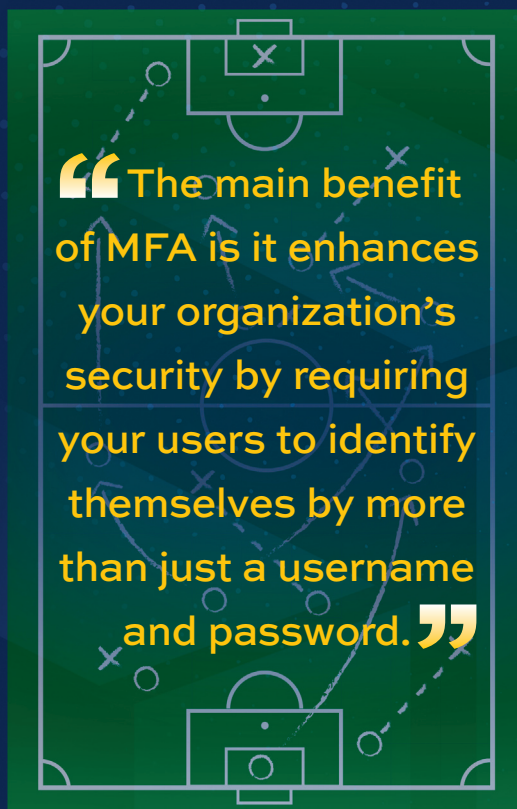 “The main benefit
of MFA is it enhances
your organization’s
security by requiring
your users to identify
themselves by more
than just a username
and password.”